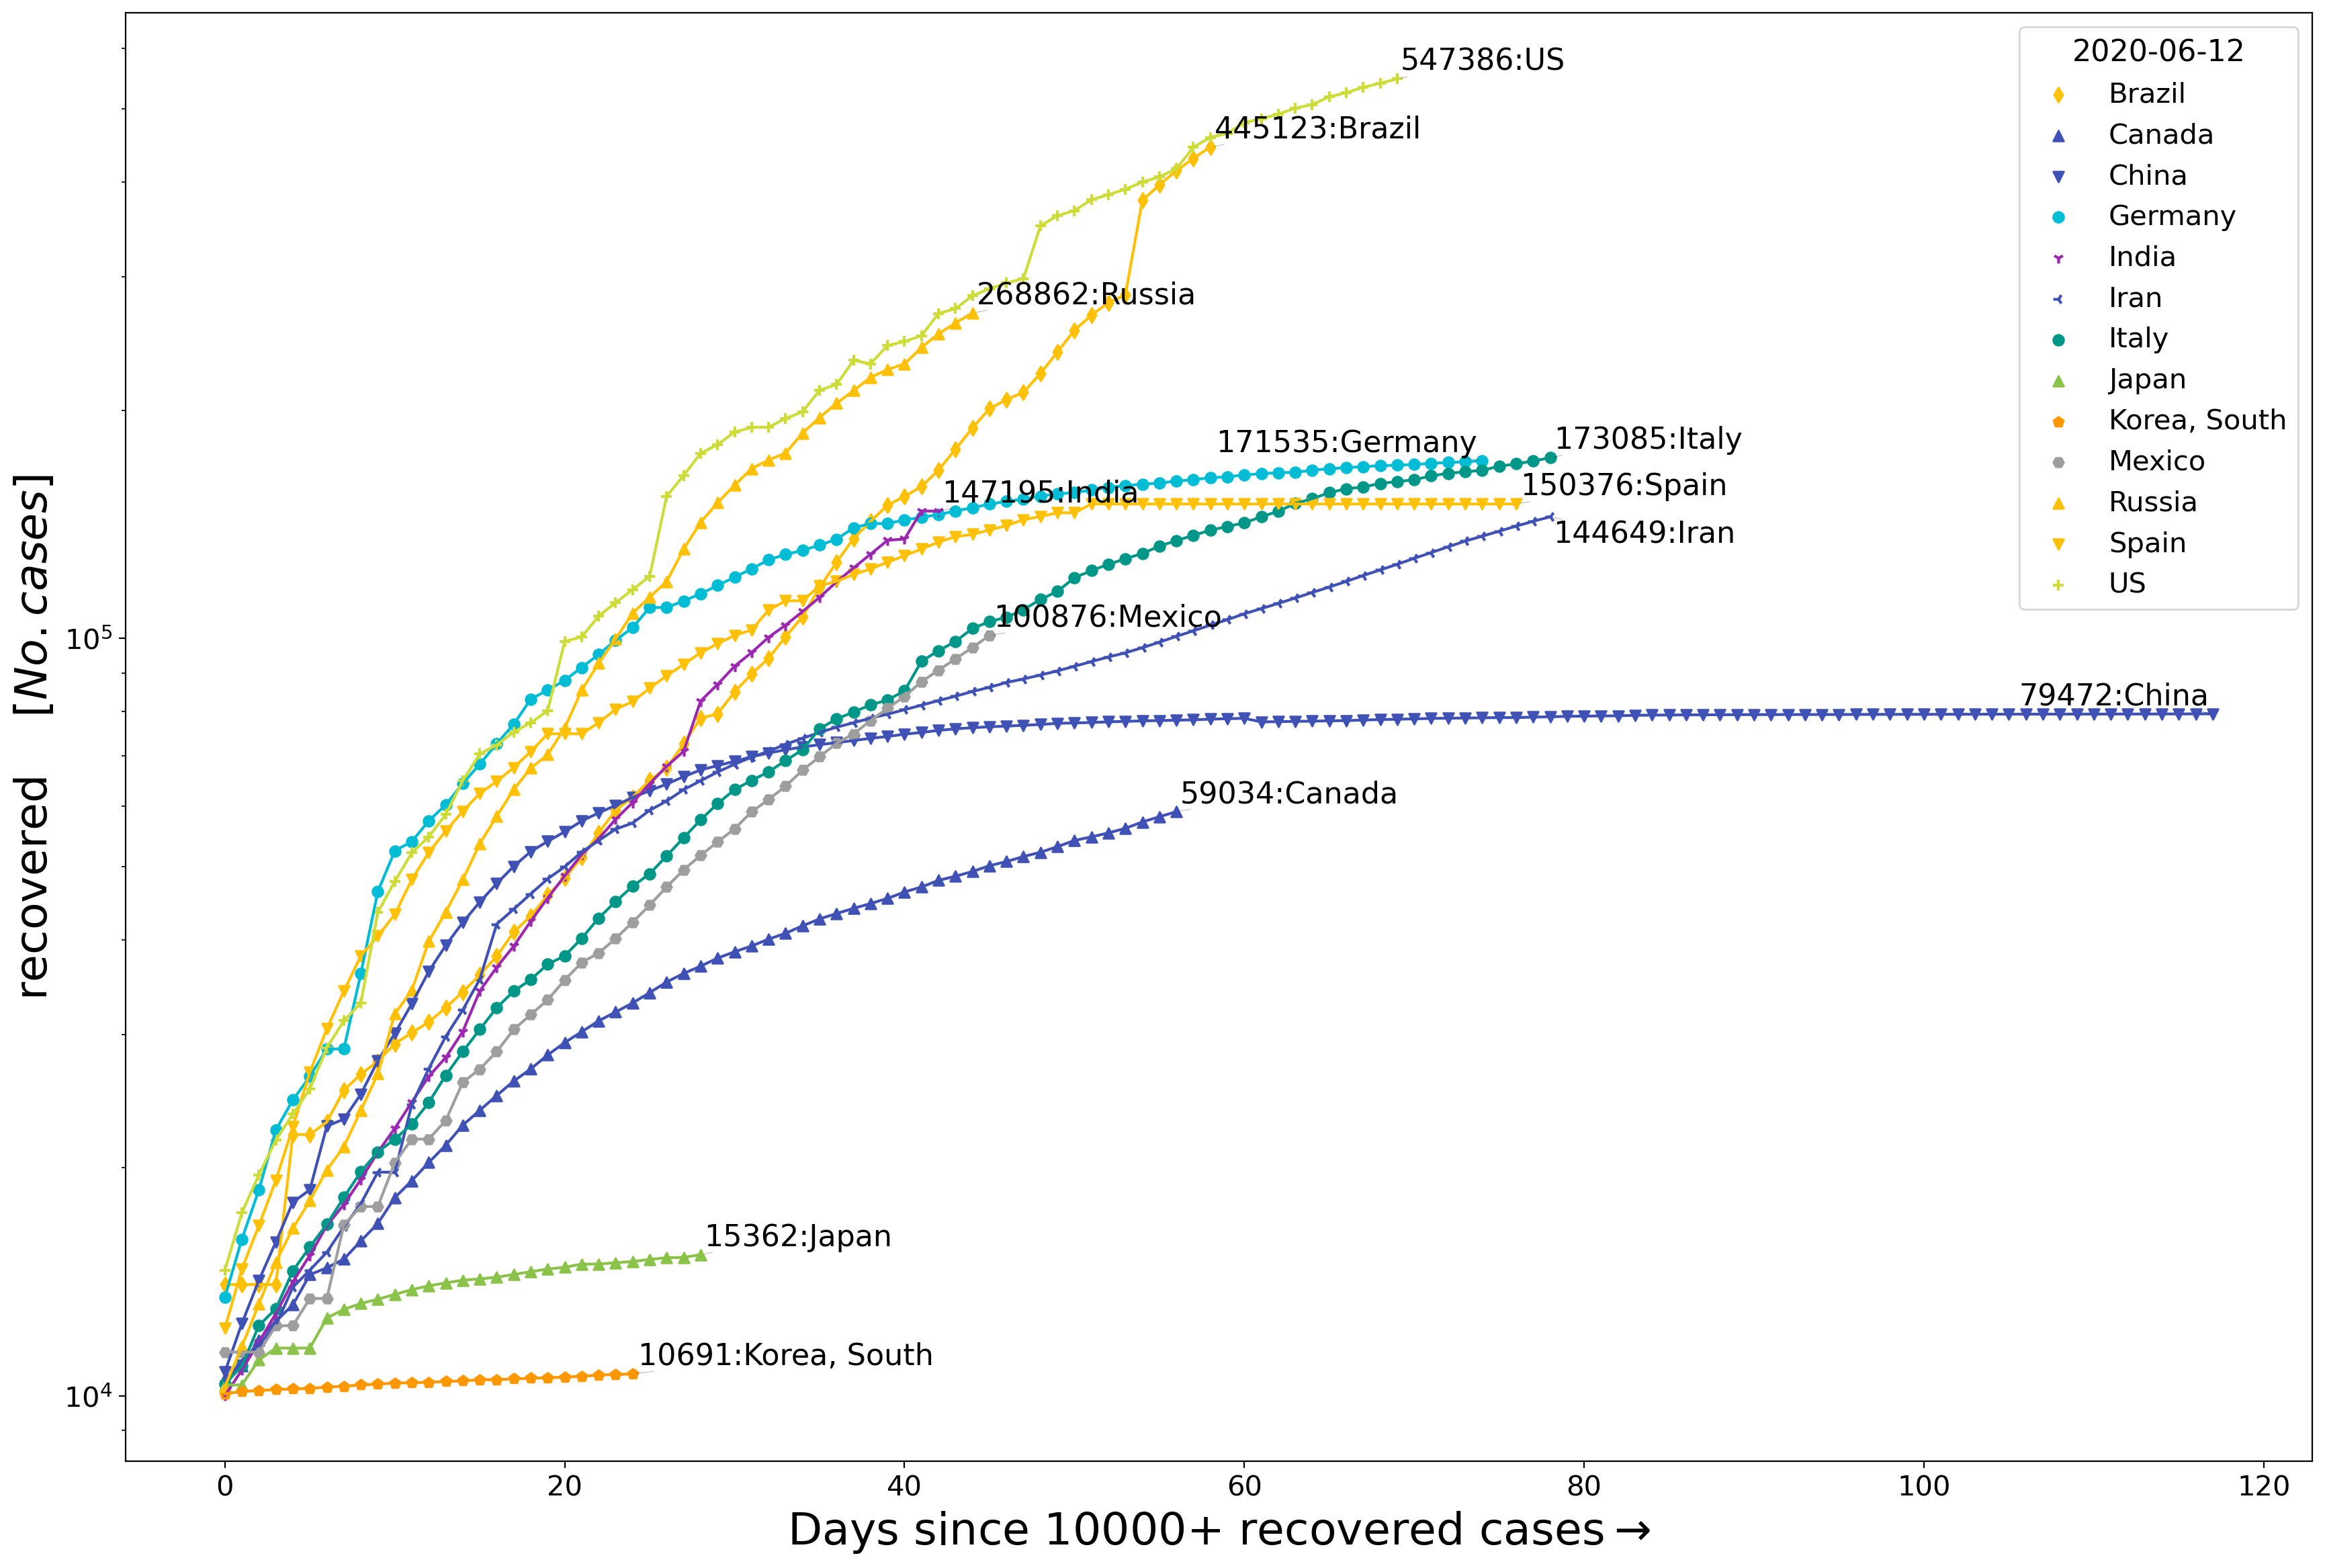 547386:US
445123:Brazil
268862:Russia
171535:Germany
173085:Italy
147195:India
150376:Spain
144649:Iran
100876:Mexico
79472:China
59034:Canada
15362:Japan
10691:Korea, South
2020-06-12
Brazil
Canada
China
Germany
India
Iran
Italy
Japan
Korea, South
Mexico
Russia
Spain
US
recovered [No. cases]
10⁵
10⁴
0 20 40 60 80 100 120
Days since 10000+ recovered cases→